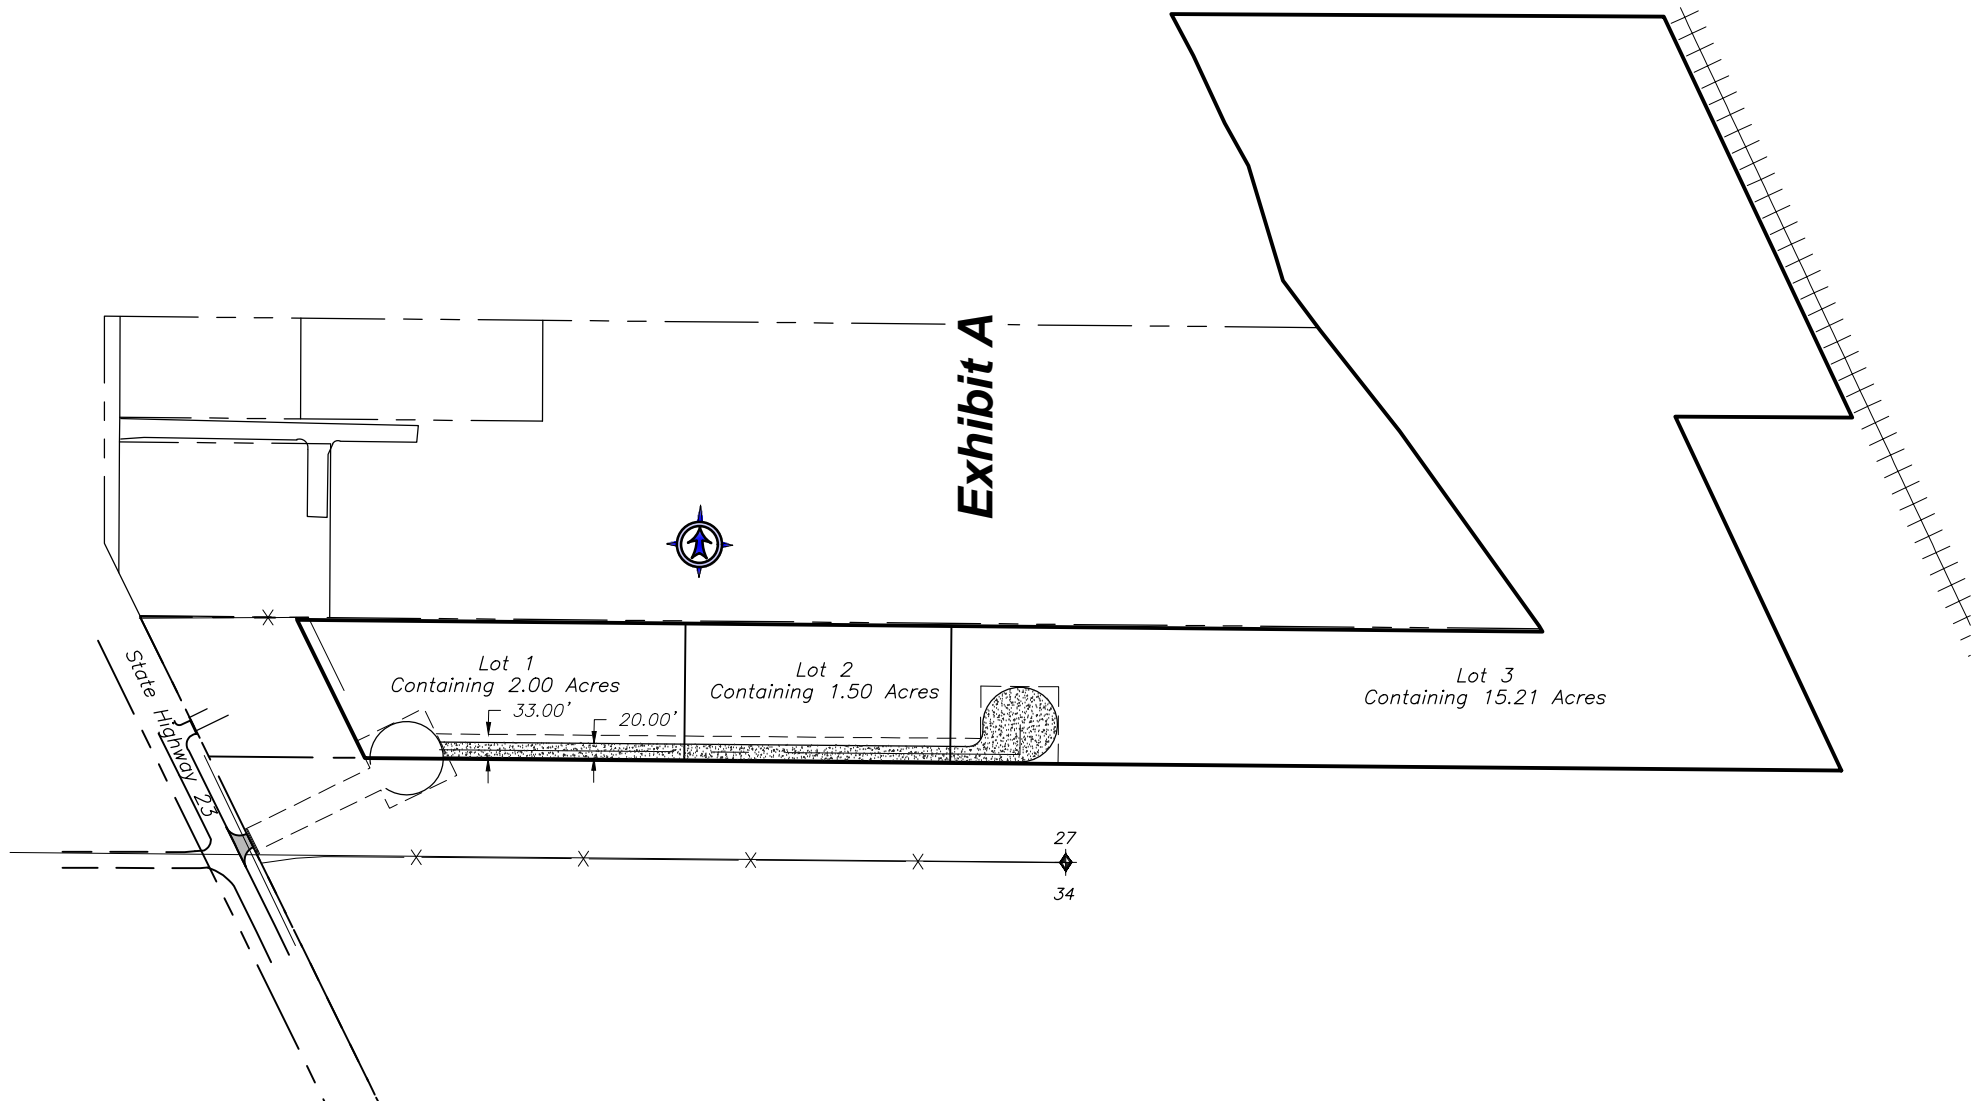 Exhibit A
Lot 1
Containing 2.00 Acres
Lot 2
Containing 1.50 Acres
Lot 3
Containing 15.21 Acres
33.00'
20.00'
State Highway 23
27
34